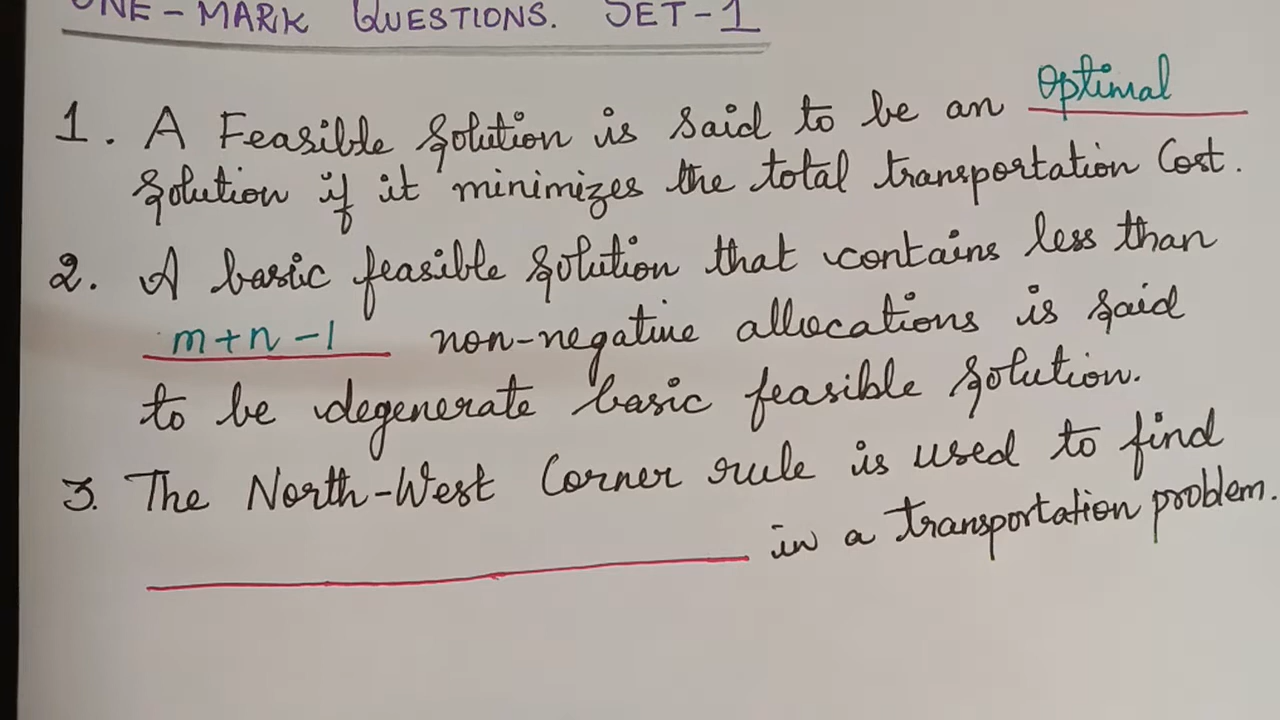 ONE-MARK QUESTIONS. SET-1
1. A Feasible Solution is said to be an Optimal
Solution if it minimizes the total transportation Cost.
2. A basic feasible Solution that contains less than
m+n-1 non-negative allocations is said
to be degenerate basic feasible Solution.
3. The North-West Corner rule is used to find
in a transportation problem.